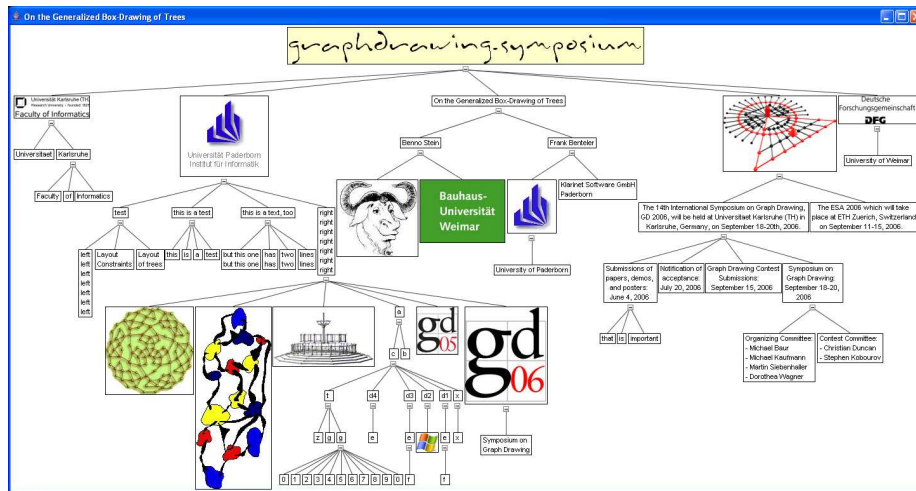 On the Generalized Box-Drawing of Trees
graphdrawing-symposium
Universität Karlsruhe (TH)
Research University - founded 1825
Faculty of Informatics
Universitaet
Karlsruhe
Faculty
of
Informatics
Universität Paderborn
Institut für Informatik
test
this is a test
this is a text, too
right
right
right
right
right
right
right
left
left
left
left
left
left
left
Layout
Constraints
Layout
of trees
this
is
a
test
but this one
but this one
has
has
two
two
lines
lines
On the Generalized Box-Drawing of Trees
Benno Stein
Frank Benteler
Bauhaus-
Universität
Weimar
Klarinet Software GmbH
Paderborn
University of Paderborn
Deutsche
Forschungsgemeinschaft
DFG
University of Weimar
The 14th International Symposium on Graph Drawing,
GD 2006, will be held at Universitaet Karlsruhe (TH) in
Karlsruhe, Germany, on September 18-20th, 2006.
The ESA 2006 which will take
place at ETH Zuerich, Switzerland
on September 11-15, 2006.
Submissions of
papers, demos,
and posters:
June 4, 2006
Notification of
acceptance:
July 20, 2006
Graph Drawing Contest
Submissions:
September 15, 2006
Symposium on
Graph Drawing:
September 18-20,
2006
that
is
important
Organizing Committee:
- Michael Baur
- Michael Kaufmann
- Martin Siebenhaller
- Dorothea Wagner
Contest Committee:
- Christian Duncan
- Stephen Kobourov
a
gd
05
gd
06
c
b
t
d4
d3
d2
d1
x
z
g
g
e
e
e
x
Symposium on
Graph Drawing
0
1
2
3
4
5
6
7
8
9
0
f
f